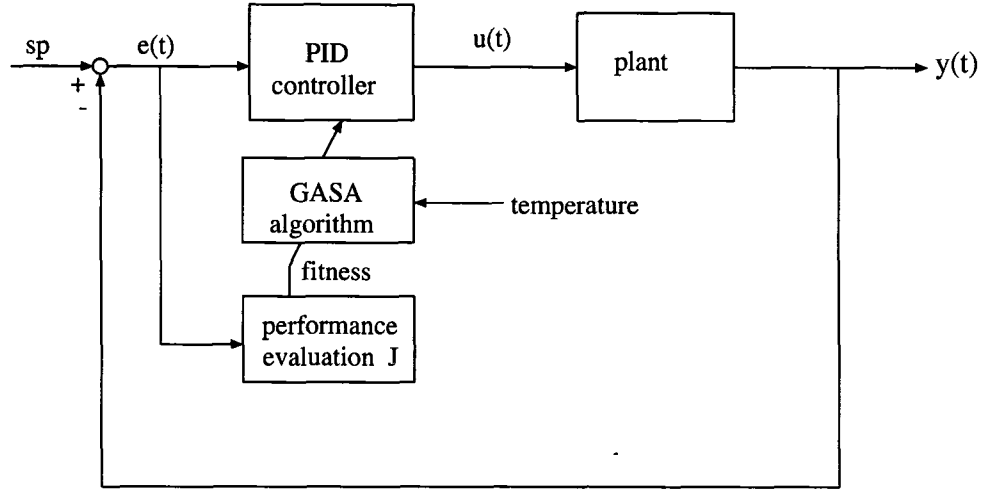 sp
+
-
e(t)
PID
controller
u(t)
plant
y(t)
GASA
algorithm
temperature
fitness
performance
evaluation J